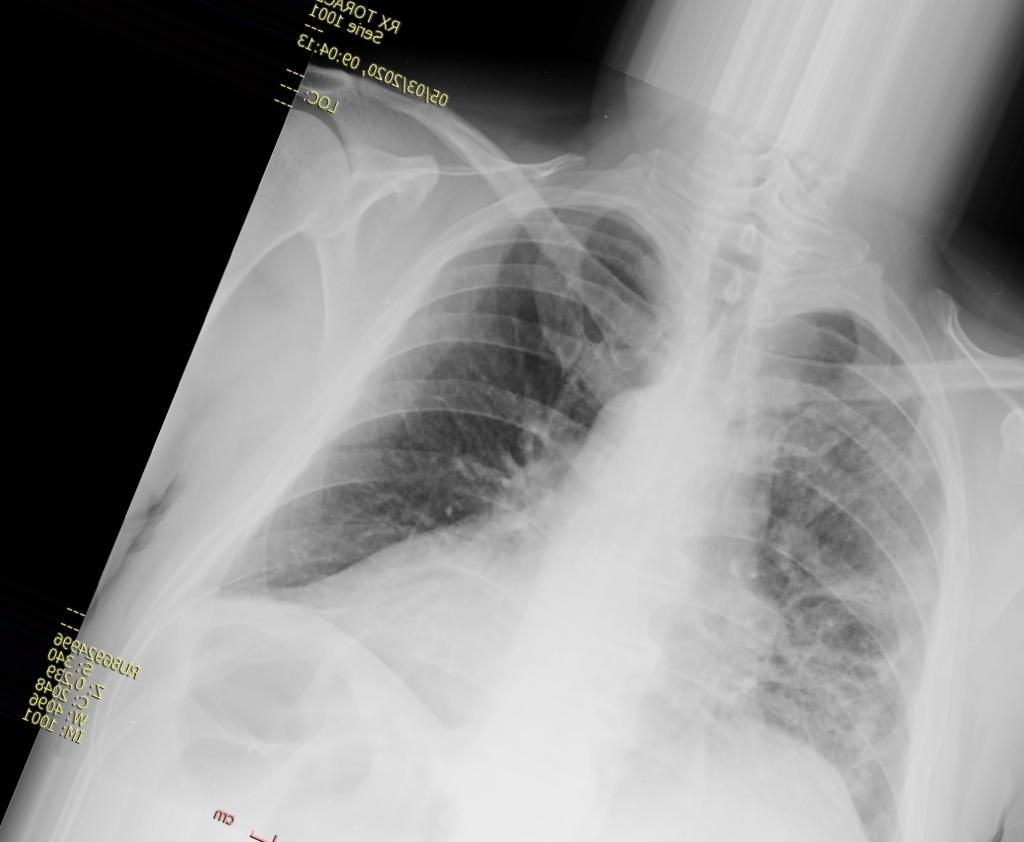 RX TORAC
Serie 1001
---
05/03/2020, 09:04:13
---
LOC: ---
---
---
---
RU86924996
S: 340
Z: 0,239
C: 2048
W: 4096
IM: 1001
cm